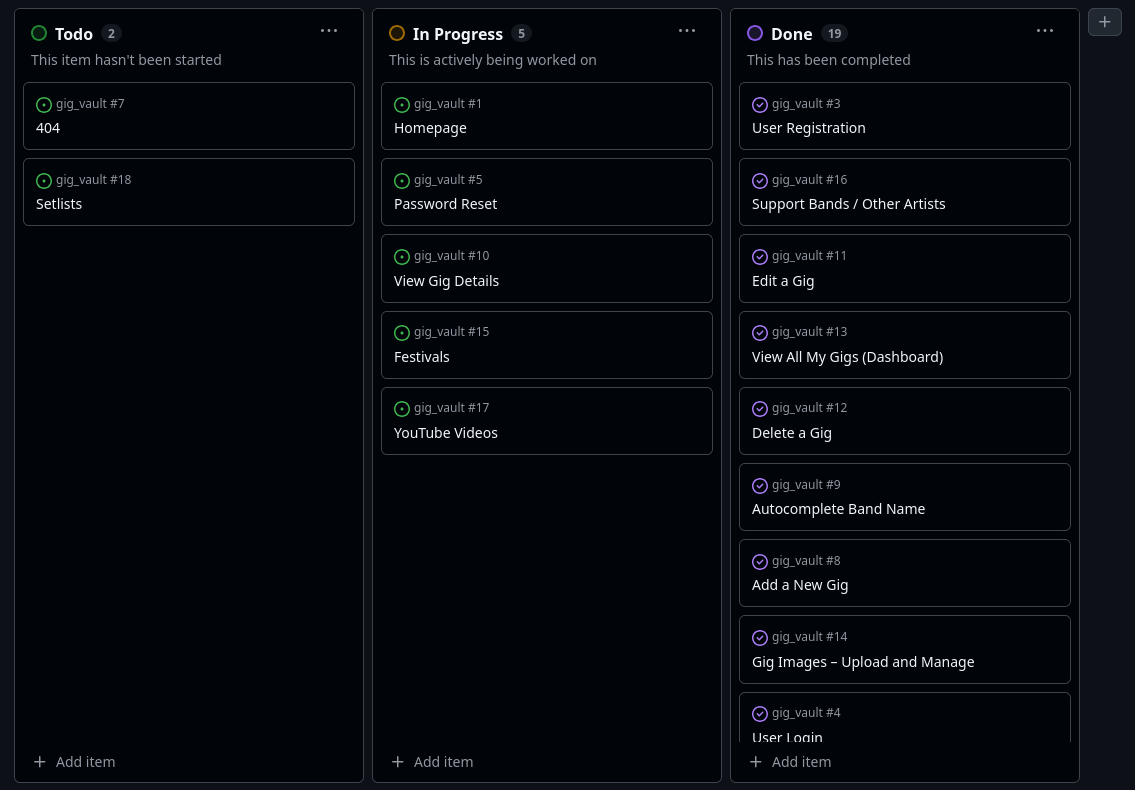 Todo 2
This item hasn't been started
gig_vault #7
404
gig_vault #18
Setlists
Add item
In Progress 5
This is actively being worked on
gig_vault #1
Homepage
gig_vault #5
Password Reset
gig_vault #10
View Gig Details
gig_vault #15
Festivals
gig_vault #17
YouTube Videos
Add item
Done 19
This has been completed
gig_vault #3
User Registration
gig_vault #16
Support Bands / Other Artists
gig_vault #11
Edit a Gig
gig_vault #13
View All My Gigs (Dashboard)
gig_vault #12
Delete a Gig
gig_vault #9
Autocomplete Band Name
gig_vault #8
Add a New Gig
gig_vault #14
Gig Images – Upload and Manage
gig_vault #4
User Login
Add item